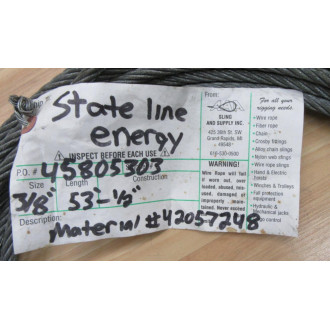 State line
energy
⚠ INSPECT BEFORE EACH USE ⚠
P.O. # 45805303
Size Length Construction
3/8" 53-½"
Description:
Material #42057248
From:
SLING
AND SUPPLY INC.
Grand Rapids, MI
WARNING!
Wire Rope will fail
if worn out, over
loaded, abused, mis-
used, damaged or
improperly main-
tained. Never exceed
For all your
rigging needs
• Wire rope
• Fiber rope
• Chain
• Crosby fittings
• Alloy chain slings
• Nylon web slings
• Wire rope slings
• Hand & Electric
hoists
• Winches & Trolleys
• Fall protection
equipment
• Hydraulic &
mechanical jacks